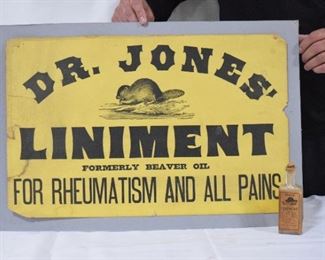 DR. JONES'
LINIMENT
FORMERLY BEAVER OIL
FOR RHEUMATISM AND ALL PAINS